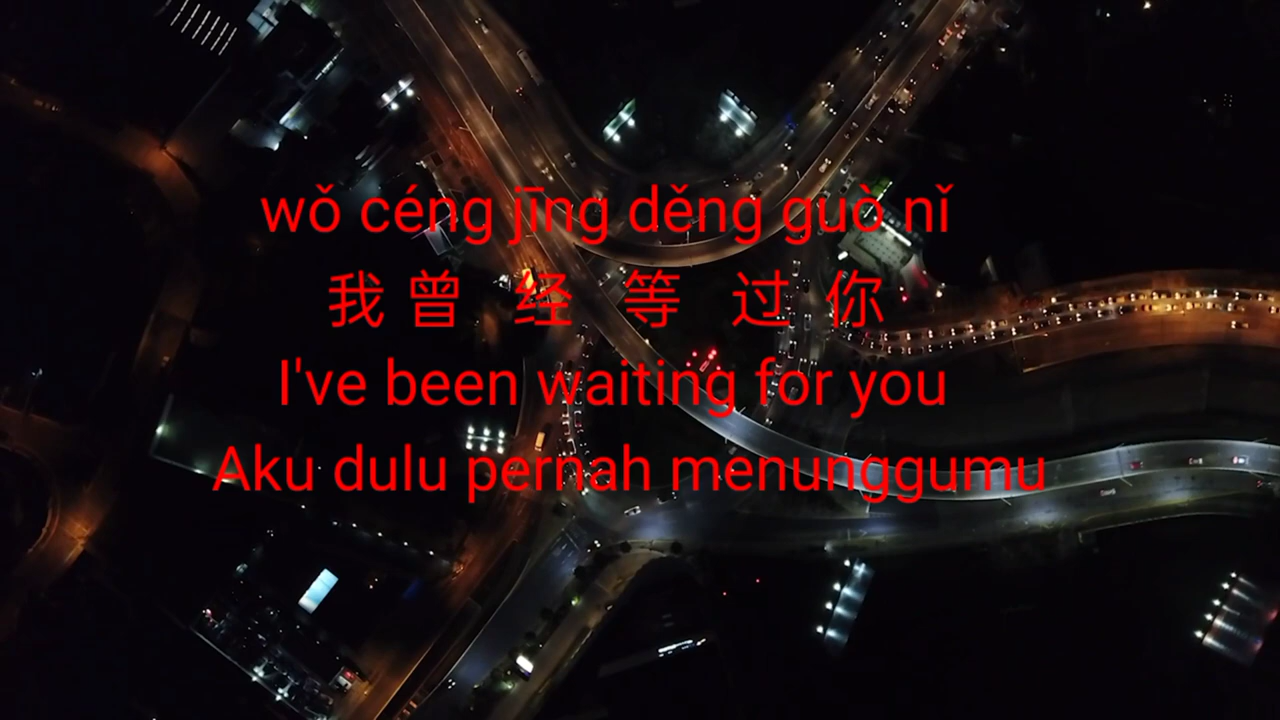 wǒ céng jīng děng guò nǐ
我 曾 经 等 过 你
I've been waiting for you
Aku dulu pernah menunggumu